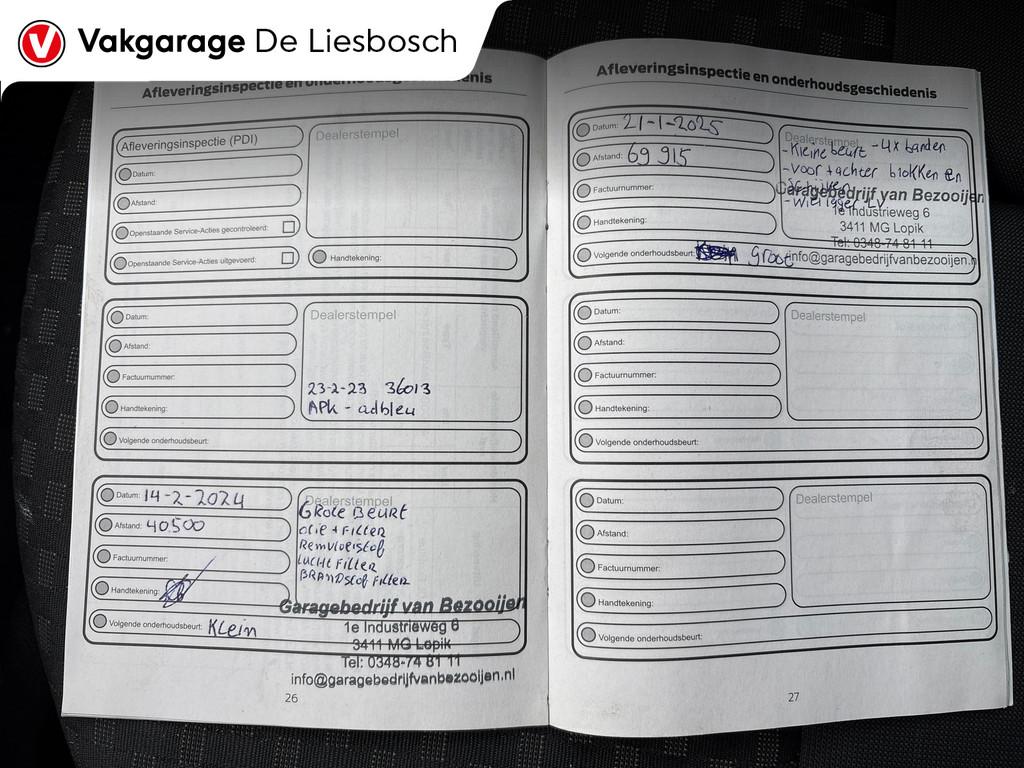 Vakgarage De Liesbosch
Afleveringsinspectie en onderhoudsgeschiedenis
Afleveringsinspectie (PDI)
Dealerstempel
Datum:
Afstand:
Openstaande Service-Acties gecontroleerd:
Openstaande Service-Acties uitgevoerd:
Handtekening:
Datum:
Dealerstempel
Afstand:
Factuurnummer:
23-2-23 36013
Handtekening:
APK - adbleu
Volgende onderhoudsbeurt:
Datum: 14-2-2024
Dealerstempel
GROTE BEURT
Afstand: 40500
olie + FilteR
Remvloeistof
Factuurnummer:
LUCHT FilteR
BRANDstof FilteR
Handtekening:
Garagebedrijf van Bezooijen
Volgende onderhoudsbeurt: Klein
1e Industrieweg 6
3411 MG Lopik
Tel: 0348-74 81 11
info@garagebedrijfvanbezooijen.nl
26
Afleveringsinspectie en onderhoudsgeschiedenis
Datum: 21-1-2025
Dealerstempel
- Kleine beurt - 4x banden
Afstand: 69 915
- voor + achter blokken en
schijven
Factuurnummer:
Garagebedrijf van Bezooijen
- Wiellager LV
1e Industrieweg 6
Handtekening:
3411 MG Lopik
Tel: 0348-74 81 11
Volgende onderhoudsbeurt: groot
info@garagebedrijfvanbezooijen.n
Datum:
Dealerstempel
Afstand:
Factuurnummer:
Handtekening:
Volgende onderhoudsbeurt:
Datum:
Dealerstempel
Afstand:
Factuurnummer:
Handtekening:
Volgende onderhoudsbeurt:
27